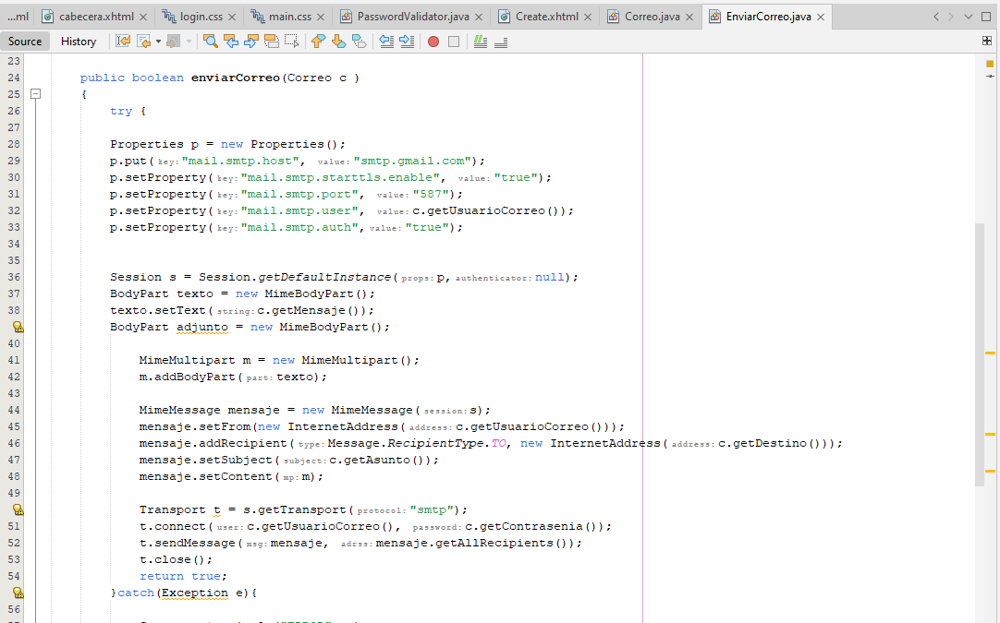 ...ml cabecera.xhtml login.css main.css PasswordValidator.java Create.xhtml Correo.java EnviarCorreo.java
Source History
23
24 public boolean enviarCorreo(Correo c )
25 {
26 try {
27
28 Properties p = new Properties();
29 p.put( key: "mail.smtp.host", value: "smtp.gmail.com");
30 p.setProperty( key: "mail.smtp.starttls.enable", value: "true");
31 p.setProperty( key: "mail.smtp.port", value: "587");
32 p.setProperty( key: "mail.smtp.user", value: c.getUsuarioCorreo());
33 p.setProperty( key: "mail.smtp.auth", value: "true");
34
35
36 Session s = Session.getDefaultInstance( props: p, authenticator: null);
37 BodyPart texto = new MimeBodyPart();
38 texto.setText( string: c.getMensaje());
BodyPart adjunto = new MimeBodyPart();
40
41 MimeMultipart m = new MimeMultipart();
42 m.addBodyPart( part: texto);
43
44 MimeMessage mensaje = new MimeMessage( session: s);
45 mensaje.setFrom(new InternetAddress( address: c.getUsuarioCorreo()));
46 mensaje.addRecipient( type: Message.RecipientType.TO, new InternetAddress( address: c.getDestino()));
47 mensaje.setSubject( subject: c.getAsunto());
48 mensaje.setContent( mp: m);
49
Transport t = s.getTransport( protocol: "smtp");
51 t.connect( user: c.getUsuarioCorreo(), password: c.getContrasenia());
52 t.sendMessage( msg: mensaje, adrss: mensaje.getAllRecipients());
53 t.close();
54 return true;
}catch(Exception e){
56